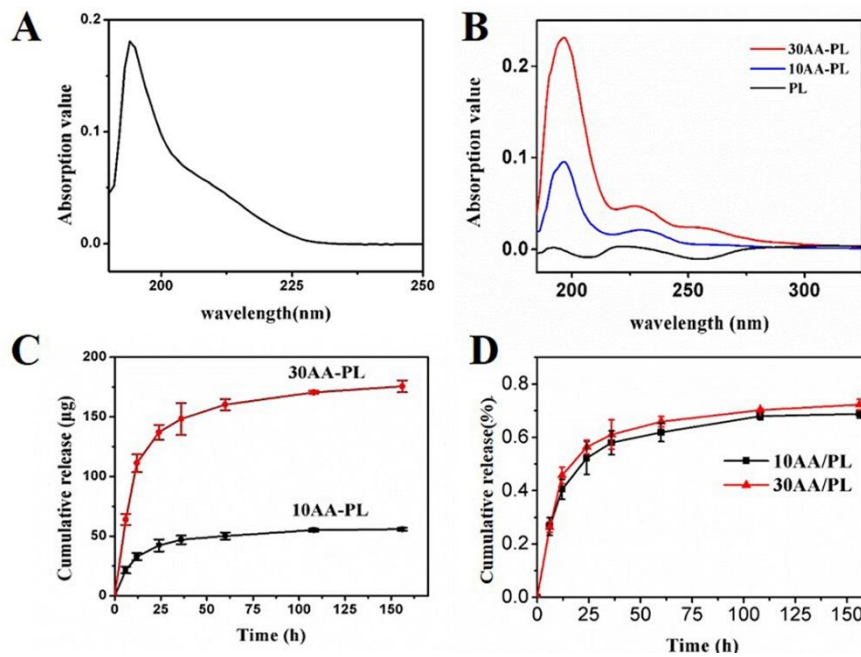 A
0.2
0.1
0.0
Absorption value
200
225
250
wavelength(nm)
B
30AA-PL
10AA-PL
PL
0.2
0.1
0.0
Absorption value
200
250
300
wavelength (nm)
C
200
150
100
50
0
Cumulative release (µg)
30AA-PL
10AA-PL
0 25 50 75 100 125 150
Time (h)
D
0.8
0.6
0.4
0.2
0.0
Cumulative release(%)
10AA/PL
30AA/PL
0 25 50 75 100 125 150
Time (h)